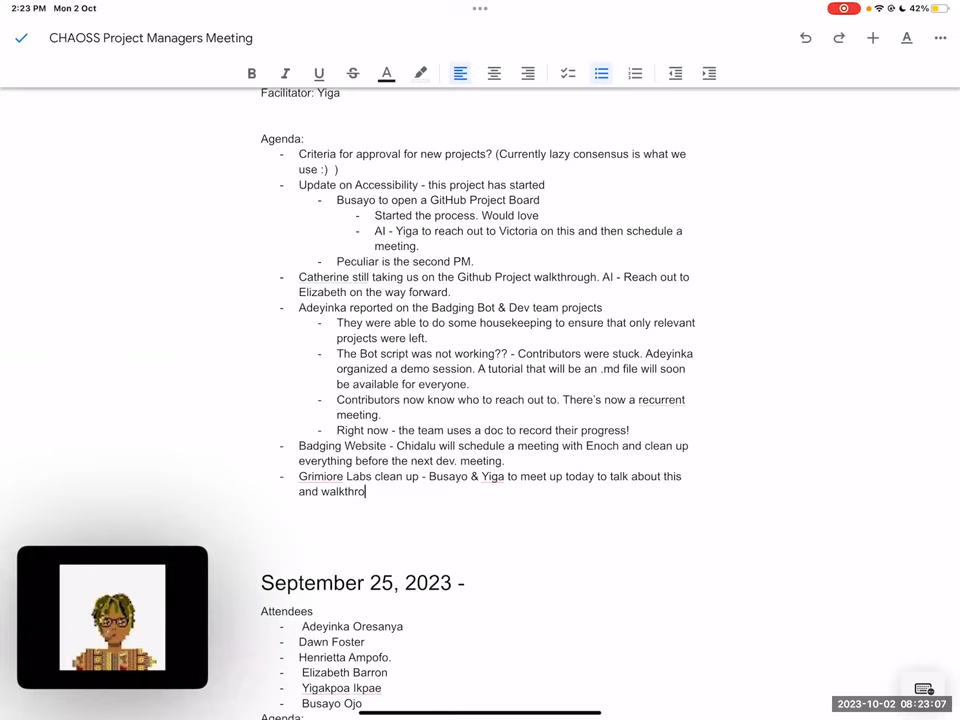 2:23 PM Mon 2 Oct
42%
CHAOSS Project Managers Meeting
B I U S A
Facilitator: Yiga
Agenda:
- Criteria for approval for new projects? (Currently lazy consensus is what we
use :) )
- Update on Accessibility - this project has started
- Busayo to open a GitHub Project Board
- Started the process. Would love
- AI - Yiga to reach out to Victoria on this and then schedule a
meeting.
- Peculiar is the second PM.
- Catherine still taking us on the Github Project walkthrough. AI - Reach out to
Elizabeth on the way forward.
- Adeyinka reported on the Badging Bot & Dev team projects
- They were able to do some housekeeping to ensure that only relevant
projects were left.
- The Bot script was not working?? - Contributors were stuck. Adeyinka
organized a demo session. A tutorial that will be an .md file will soon
be available for everyone.
- Contributors now know who to reach out to. There's now a recurrent
meeting.
- Right now - the team uses a doc to record their progress!
- Badging Website - Chidalu will schedule a meeting with Enoch and clean up
everything before the next dev. meeting.
- Grimiore Labs clean up - Busayo & Yiga to meet up today to talk about this
and walkthro
September 25, 2023 -
Attendees
- Adeyinka Oresanya
- Dawn Foster
- Henrietta Ampofo.
- Elizabeth Barron
- Yigakpoa Ikpae
- Busayo Ojo
Agenda:
2023-10-02 08:23:07